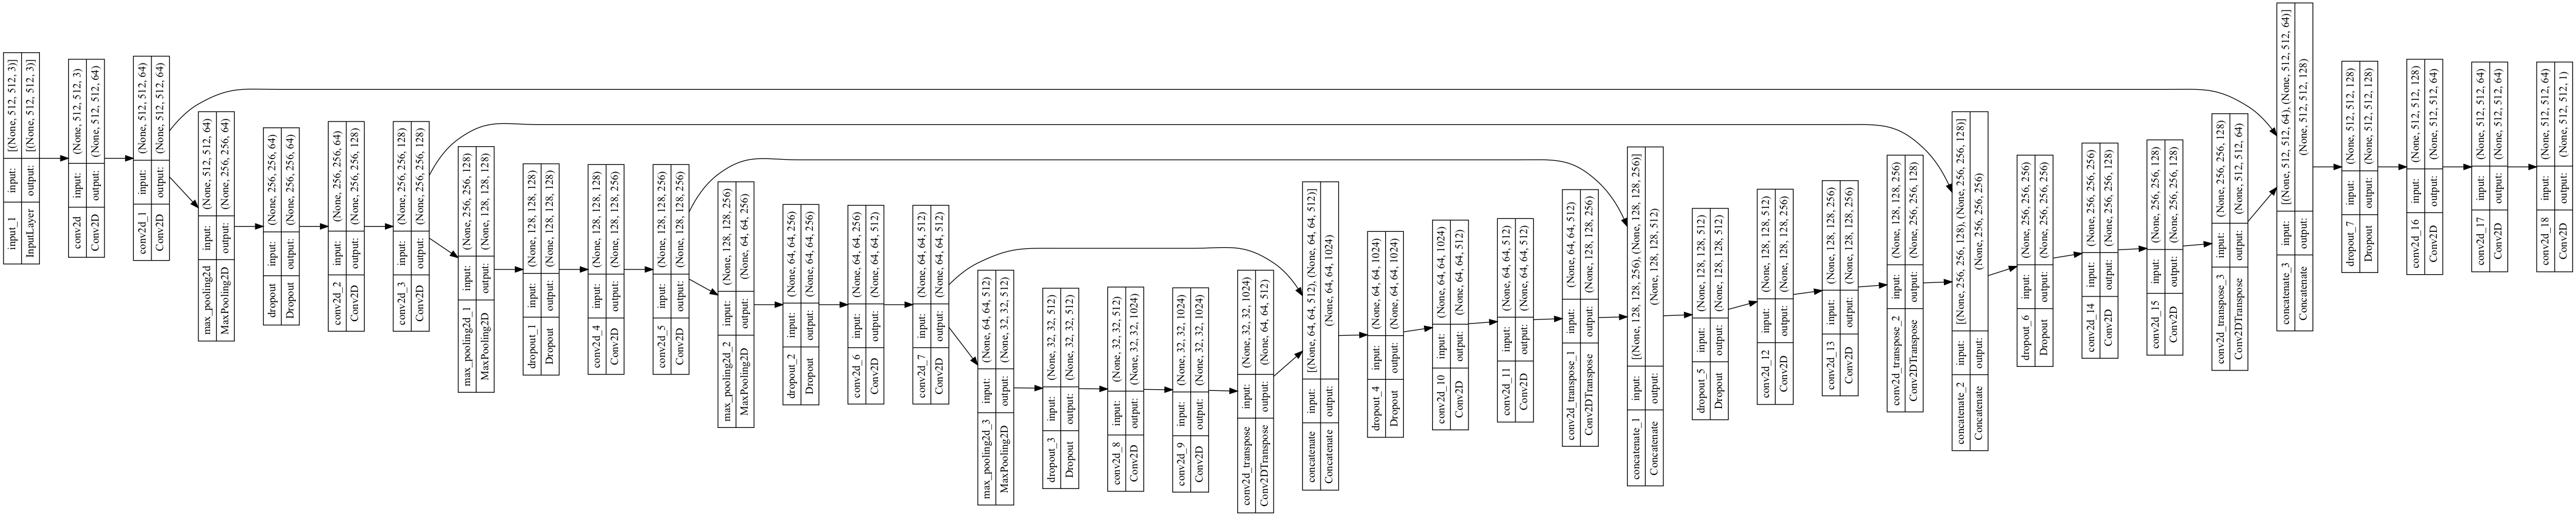 input_1 input: [(None, 512, 512, 3)]
InputLayer output: [(None, 512, 512, 3)]
conv2d input: (None, 512, 512, 3)
Conv2D output: (None, 512, 512, 64)
conv2d_1 input: (None, 512, 512, 64)
Conv2D output: (None, 512, 512, 64)
max_pooling2d input: (None, 512, 512, 64)
MaxPooling2D output: (None, 256, 256, 64)
dropout input: (None, 256, 256, 64)
Dropout output: (None, 256, 256, 64)
conv2d_2 input: (None, 256, 256, 64)
Conv2D output: (None, 256, 256, 128)
conv2d_3 input: (None, 256, 256, 128)
Conv2D output: (None, 256, 256, 128)
max_pooling2d_1 input: (None, 256, 256, 128)
MaxPooling2D output: (None, 128, 128, 128)
dropout_1 input: (None, 128, 128, 128)
Dropout output: (None, 128, 128, 128)
conv2d_4 input: (None, 128, 128, 128)
Conv2D output: (None, 128, 128, 256)
conv2d_5 input: (None, 128, 128, 256)
Conv2D output: (None, 128, 128, 256)
max_pooling2d_2 input: (None, 128, 128, 256)
MaxPooling2D output: (None, 64, 64, 256)
dropout_2 input: (None, 64, 64, 256)
Dropout output: (None, 64, 64, 256)
conv2d_6 input: (None, 64, 64, 256)
Conv2D output: (None, 64, 64, 512)
conv2d_7 input: (None, 64, 64, 512)
Conv2D output: (None, 64, 64, 512)
max_pooling2d_3 input: (None, 64, 64, 512)
MaxPooling2D output: (None, 32, 32, 512)
dropout_3 input: (None, 32, 32, 512)
Dropout output: (None, 32, 32, 512)
conv2d_8 input: (None, 32, 32, 512)
Conv2D output: (None, 32, 32, 1024)
conv2d_9 input: (None, 32, 32, 1024)
Conv2D output: (None, 32, 32, 1024)
conv2d_transpose input: (None, 32, 32, 1024)
Conv2DTranspose output: (None, 64, 64, 512)
concatenate input: [(None, 64, 64, 512), (None, 64, 64, 512)]
Concatenate output: (None, 64, 64, 1024)
dropout_4 input: (None, 64, 64, 1024)
Dropout output: (None, 64, 64, 1024)
conv2d_10 input: (None, 64, 64, 1024)
Conv2D output: (None, 64, 64, 512)
conv2d_11 input: (None, 64, 64, 512)
Conv2D output: (None, 64, 64, 512)
conv2d_transpose_1 input: (None, 64, 64, 512)
Conv2DTranspose output: (None, 128, 128, 256)
concatenate_1 input: [(None, 128, 128, 256), (None, 128, 128, 256)]
Concatenate output: (None, 128, 128, 512)
dropout_5 input: (None, 128, 128, 512)
Dropout output: (None, 128, 128, 512)
conv2d_12 input: (None, 128, 128, 512)
Conv2D output: (None, 128, 128, 256)
conv2d_13 input: (None, 128, 128, 256)
Conv2D output: (None, 128, 128, 256)
conv2d_transpose_2 input: (None, 128, 128, 256)
Conv2DTranspose output: (None, 256, 256, 128)
concatenate_2 input: [(None, 256, 256, 128), (None, 256, 256, 128)]
Concatenate output: (None, 256, 256, 256)
dropout_6 input: (None, 256, 256, 256)
Dropout output: (None, 256, 256, 256)
conv2d_14 input: (None, 256, 256, 256)
Conv2D output: (None, 256, 256, 128)
conv2d_15 input: (None, 256, 256, 128)
Conv2D output: (None, 256, 256, 128)
conv2d_transpose_3 input: (None, 256, 256, 128)
Conv2DTranspose output: (None, 512, 512, 64)
concatenate_3 input: [(None, 512, 512, 64), (None, 512, 512, 64)]
Concatenate output: (None, 512, 512, 128)
dropout_7 input: (None, 512, 512, 128)
Dropout output: (None, 512, 512, 128)
conv2d_16 input: (None, 512, 512, 128)
Conv2D output: (None, 512, 512, 64)
conv2d_17 input: (None, 512, 512, 64)
Conv2D output: (None, 512, 512, 64)
conv2d_18 input: (None, 512, 512, 64)
Conv2D output: (None, 512, 512, 1)